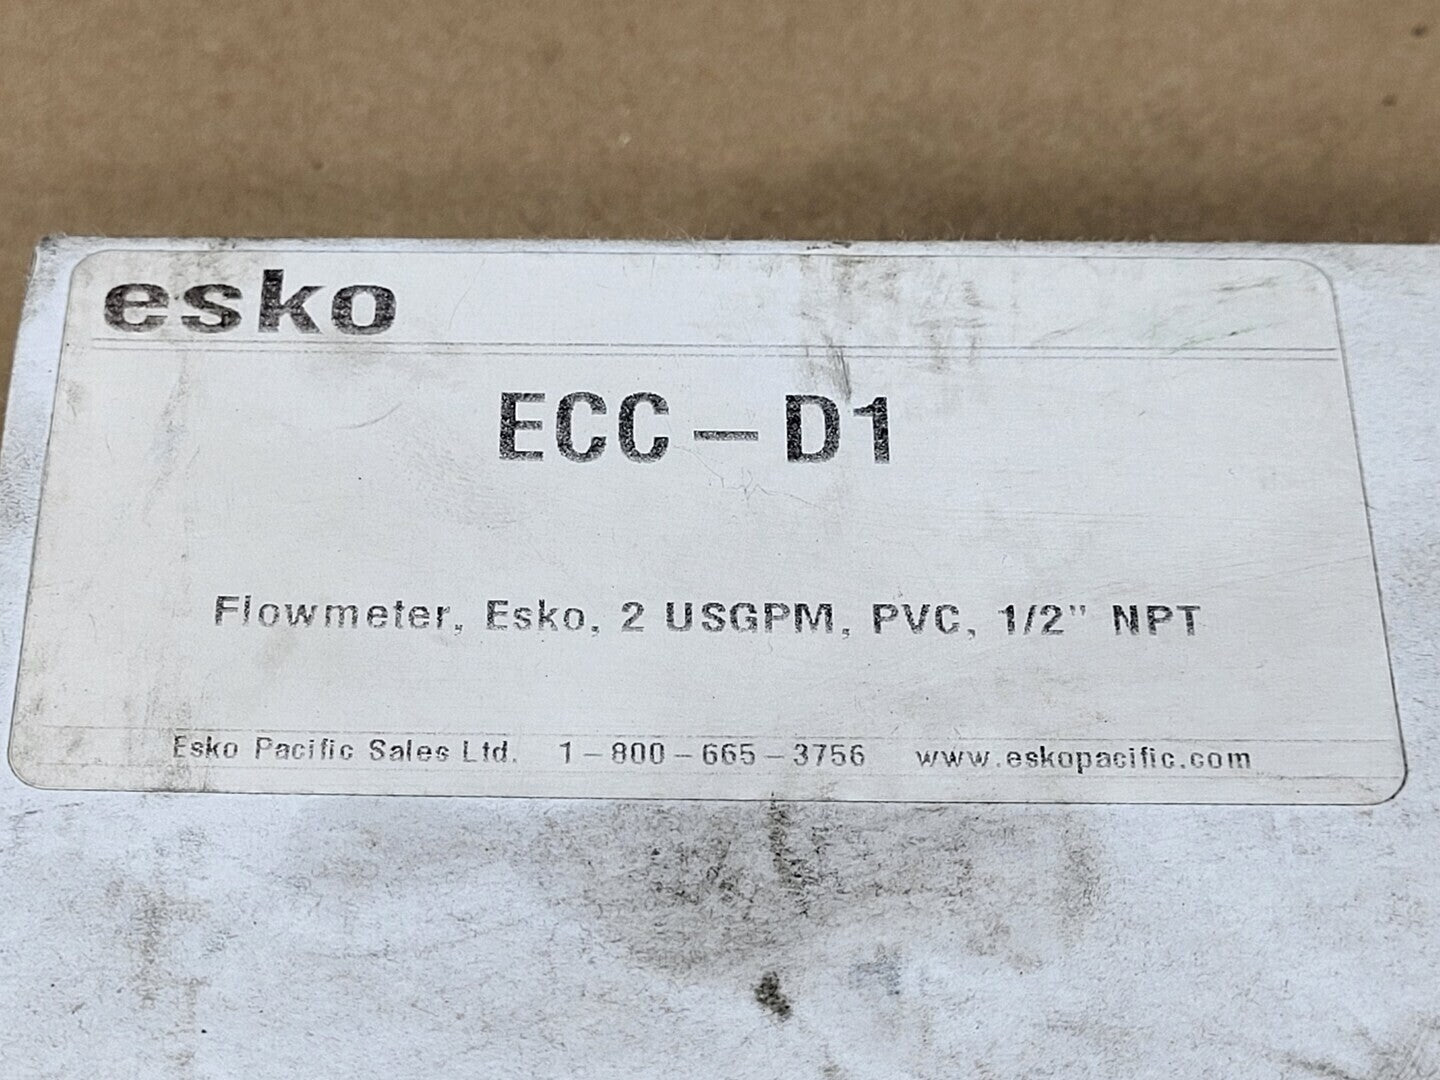 esko
ECC-D1
Flowmeter, Esko, 2 USGPM, PVC, 1/2" NPT
Esko Pacific Sales Ltd. 1-800-665-3756 www.eskopacific.com